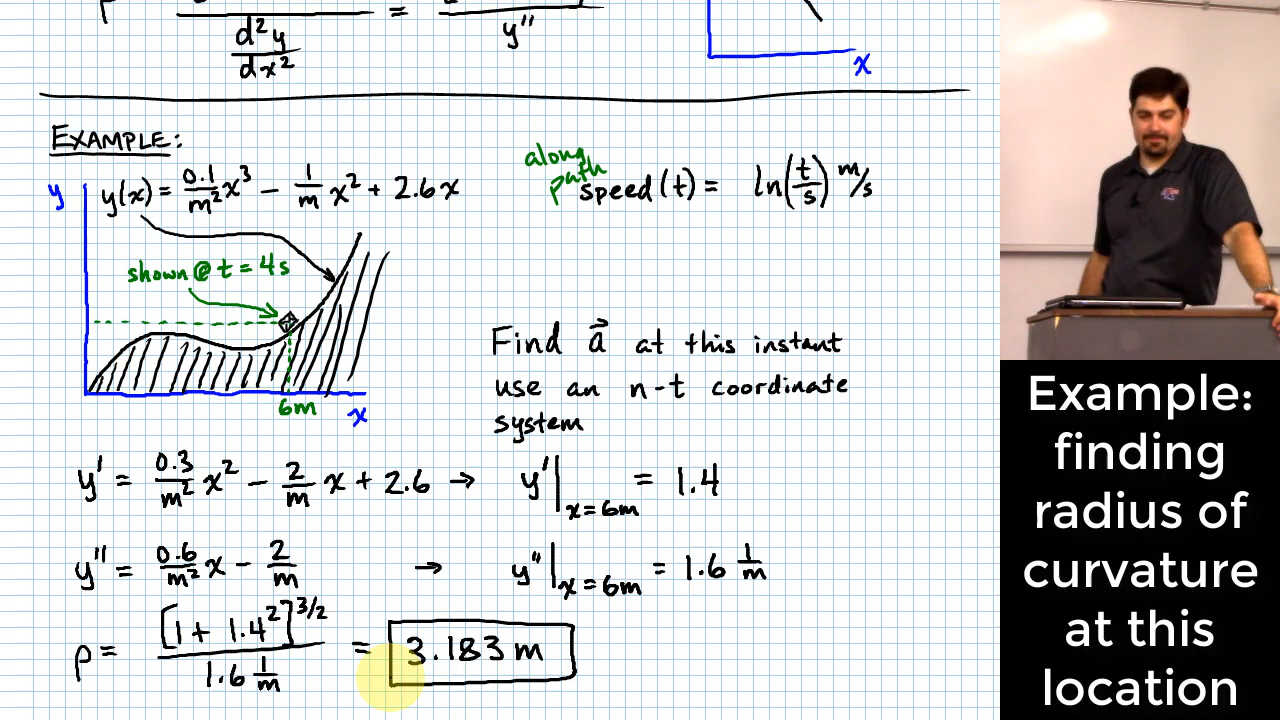 d²y/dx² = y''
x
EXAMPLE:
y
y(x) = 0.1/m² x³ - 1/m x² + 2.6x
along path speed(t) = ln(t/s) m/s
shown @ t = 4s
6m
x
Find a⃗ at this instant
use an n-t coordinate
system
y' = 0.3/m² x² - 2/m x + 2.6 → y'|x=6m = 1.4
y'' = 0.6/m² x - 2/m → y''|x=6m = 1.6 1/m
ρ = [1 + 1.4²]^3/2 / 1.6 1/m = 3.183 m
Example:
finding
radius of
curvature
at this
location